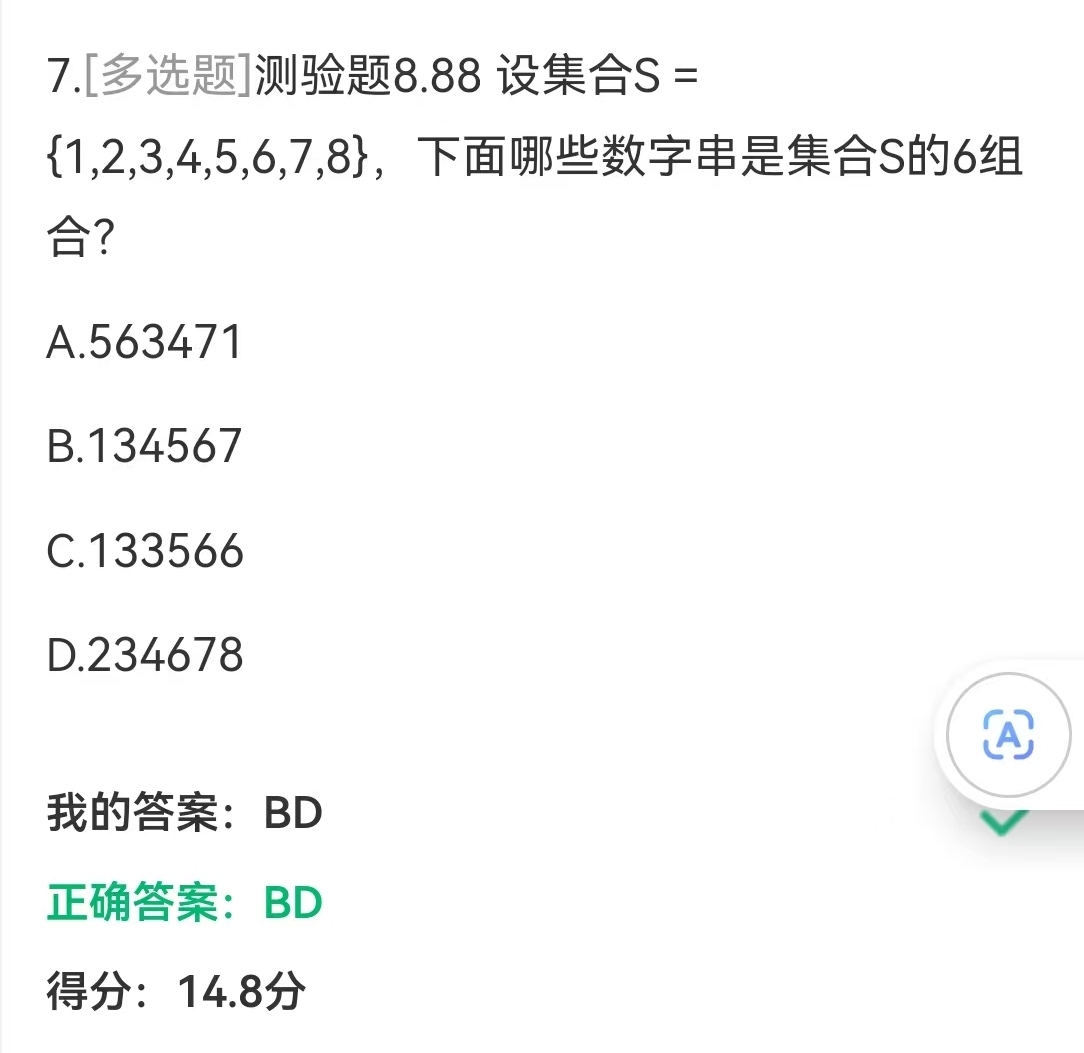 7.[多选题]测验题8.88 设集合S =
{1,2,3,4,5,6,7,8}，下面哪些数字串是集合S的6组
合？
A.563471
B.134567
C.133566
D.234678
A
我的答案：BD
正确答案：BD
得分：14.8分